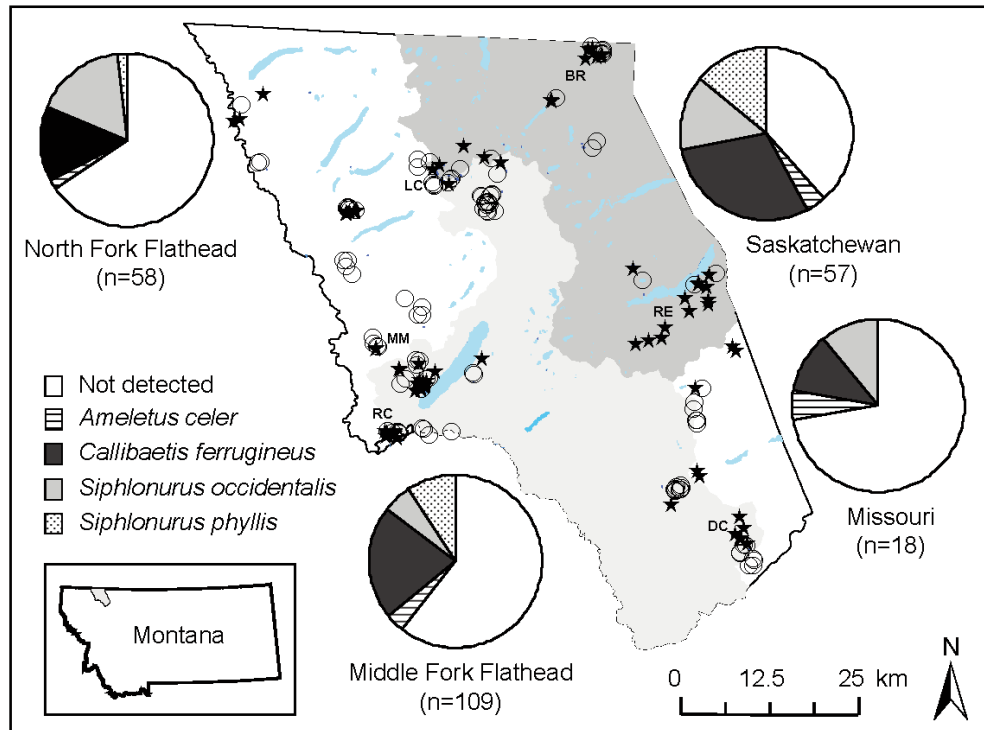 BR
LC
North Fork Flathead
(n=58)
Saskatchewan
(n=57)
RE
MM
Not detected
Ameletus celer
Callibaetis ferrugineus
Siphlonurus occidentalis
Siphlonurus phyllis
RC
DC
Missouri
(n=18)
Montana
Middle Fork Flathead
(n=109)
0 12.5 25 km
N